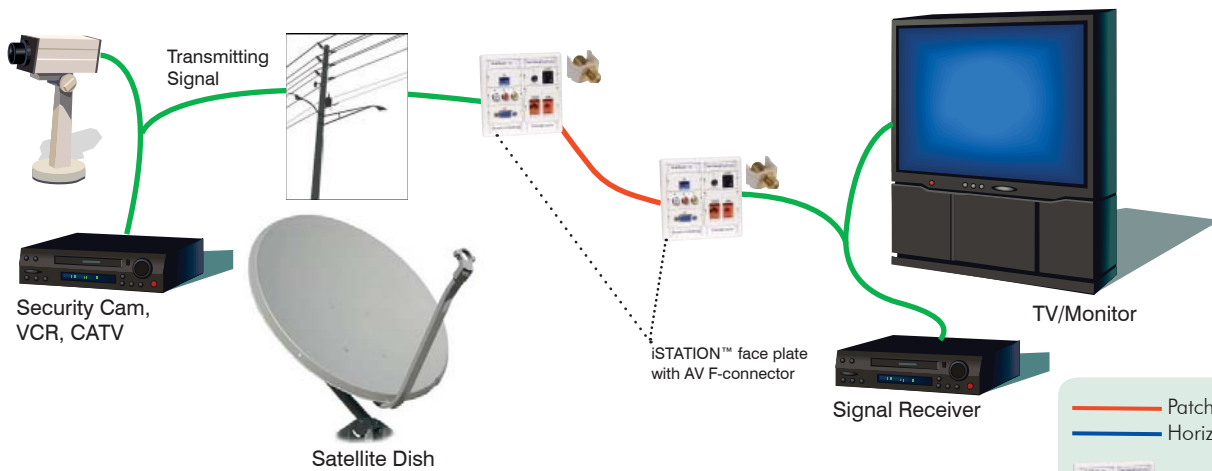 Transmitting
Signal
Security Cam,
VCR, CATV
Satellite Dish
iSTATION™ face plate
with AV F-connector
TV/Monitor
Signal Receiver
Patch
Horiz